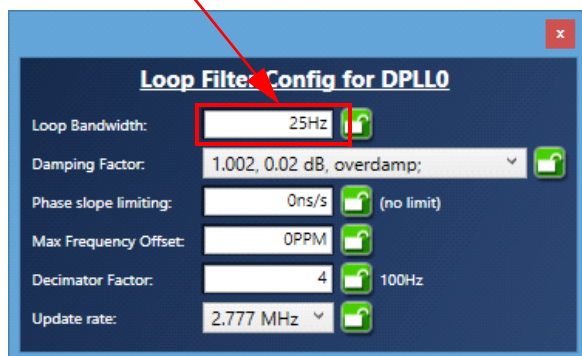 x
Loop Filter Config for DPLL0
Loop Bandwidth: 25Hz
Damping Factor: 1.002, 0.02 dB, overdamp;
Phase slope limiting: 0ns/s (no limit)
Max Frequency Offset: 0PPM
Decimator Factor: 4 100Hz
Update rate: 2.777 MHz